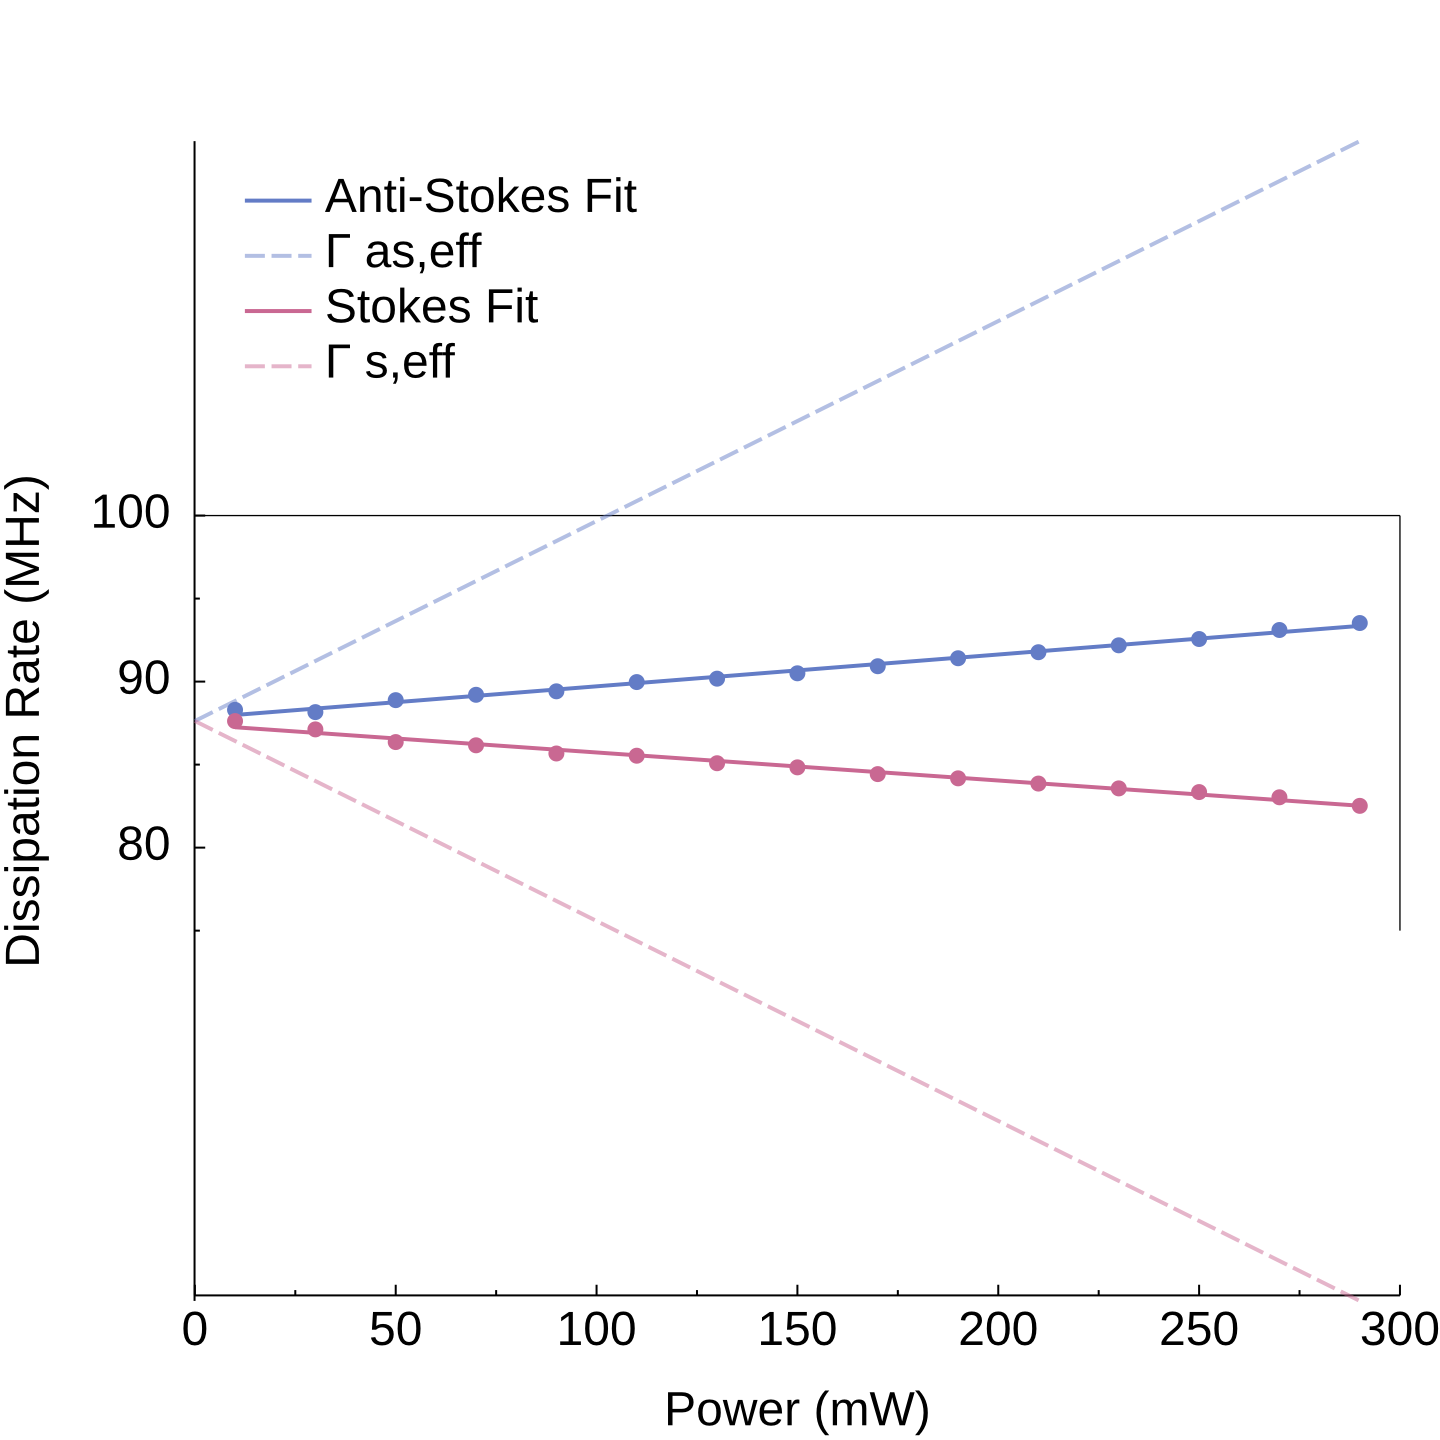 Anti-Stokes Fit
Γ as,eff
Stokes Fit
Γ s,eff
Dissipation Rate (MHz)
100
90
80
0 50 100 150 200 250 300
Power (mW)